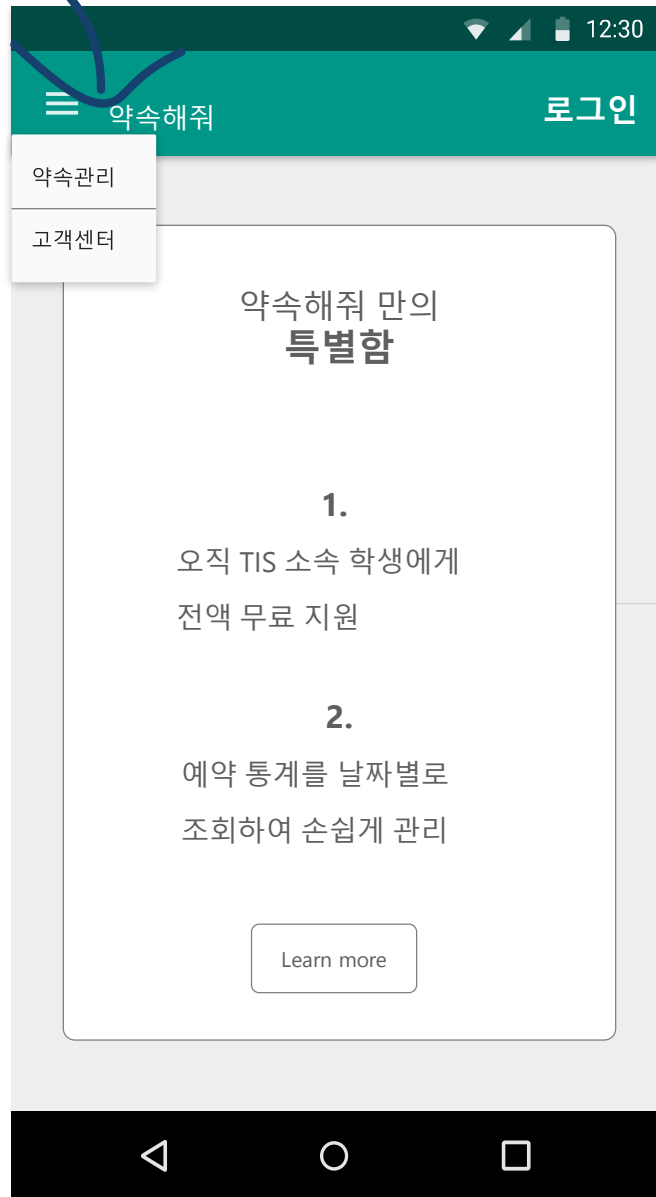 12:30
약속해줘
로그인
약속관리
고객센터
약속해줘 만의
특별함
1.
오직 TIS 소속 학생에게
전액 무료 지원
2.
예약 통계를 날짜별로
조회하여 손쉽게 관리
Learn more